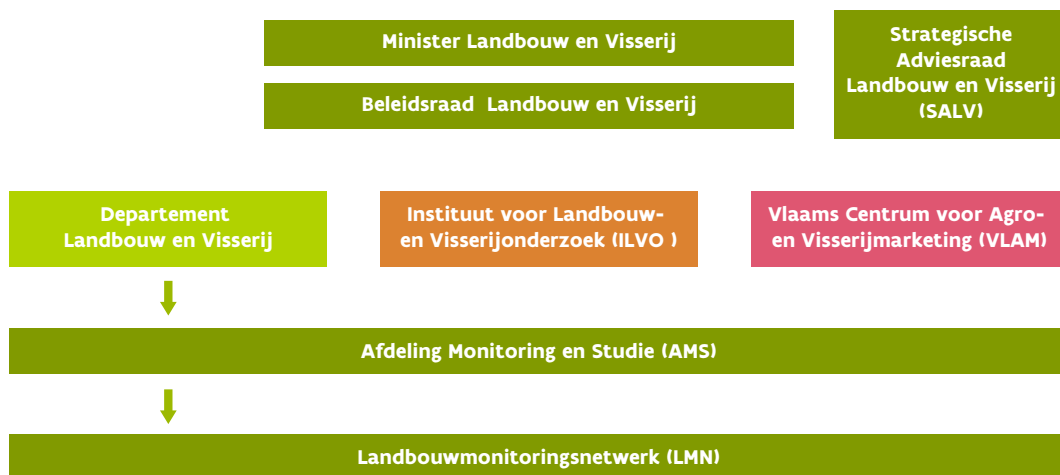 Minister Landbouw en Visserij
Beleidsraad Landbouw en Visserij
Strategische
Adviesraad
Landbouw en Visserij
(SALV)
Departement
Landbouw en Visserij
Instituut voor Landbouw-
en Visserijonderzoek (ILVO )
Vlaams Centrum voor Agro-
en Visserijmarketing (VLAM)
Afdeling Monitoring en Studie (AMS)
Landbouwmonitoringsnetwerk (LMN)